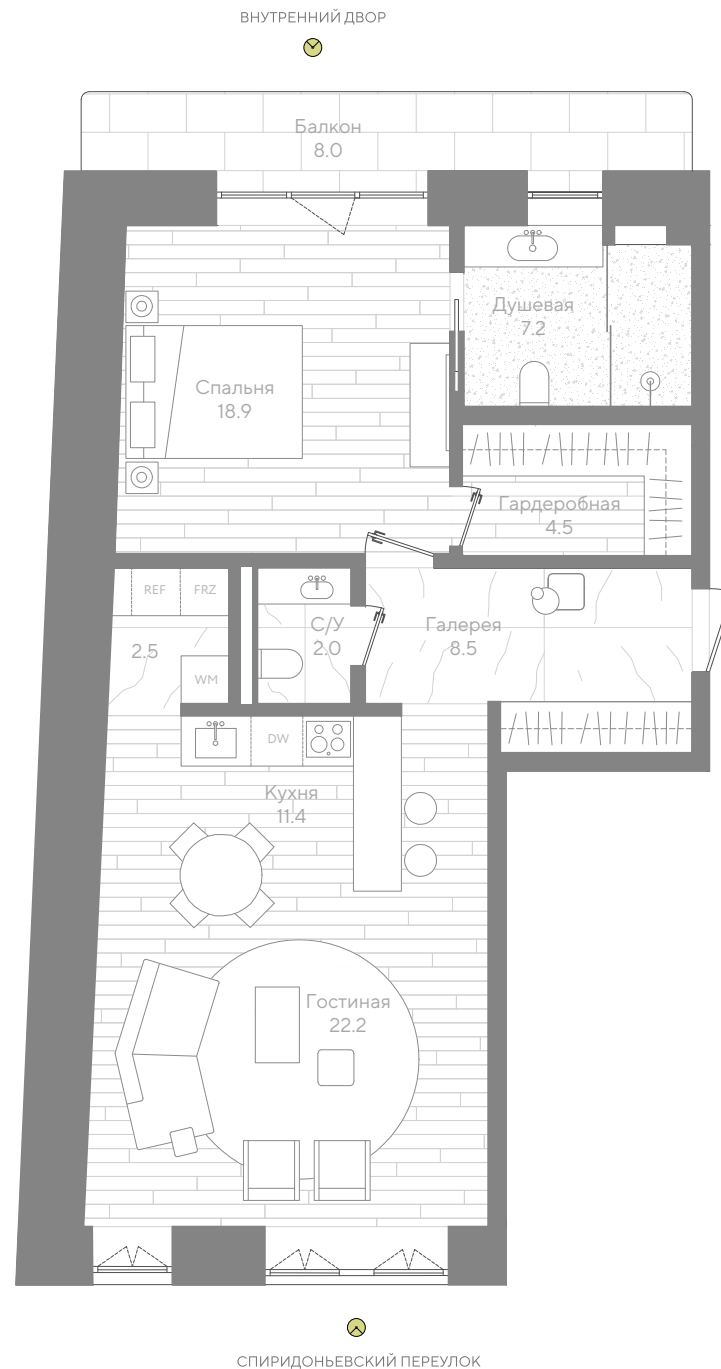 ВНУТРЕННИЙ ДВОР
Балкон
8.0
Душевая
7.2
Спальня
18.9
Гардеробная
4.5
REF
FRZ
С/У
2.0
Галерея
8.5
2.5
WM
DW
Кухня
11.4
Гостиная
22.2
СПИРИДОНЬЕВСКИЙ ПЕРЕУЛОК